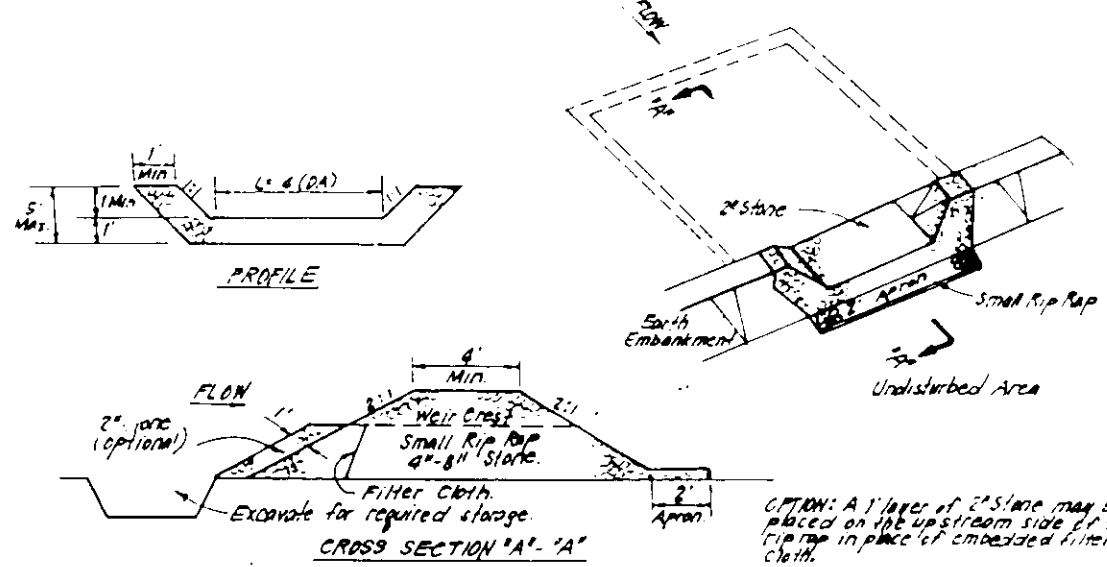 FLOW
"A"
1'
Min
1:1
L= 4 (DA)
1:1
5'
Max.
1 Min
1'
PROFILE
2" Stone
Apron
Small Rip Rap
Earth
Embankment
"A"
Undisturbed Area
4'
Min.
FLOW
1'
2:1
2:1
2"
(optional)
Weir Crest
Small Rip Rap
4"-8" Stone.
Filter Cloth.
Excavate for required storage.
2'
Apron.
CROSS SECTION "A"-"A"
OPTION: A 1' layer of 2" Stone may
placed on the upstream side of
rip rap in place of embedded filter
cloth.